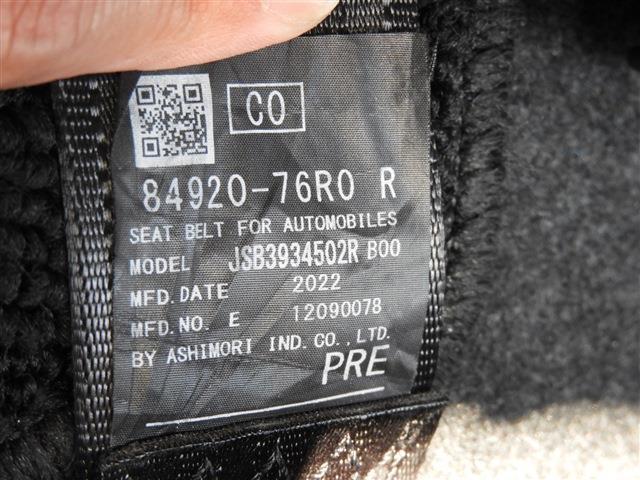 CO
84920-76R0 R
SEAT BELT FOR AUTOMOBILES
MODEL JSB3934502R B00
MFD.DATE 2022
MFD.NO. E 12090078
BY ASHIMORI IND.CO.,LTD.
PRE